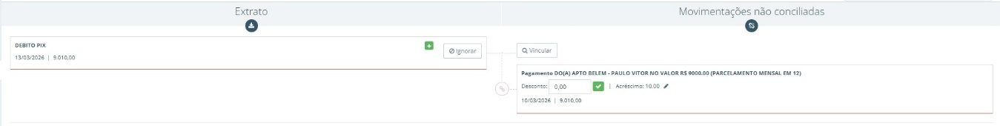 Extrato
Movimentações não conciliadas
DEBITO PIX
13/03/2026 | 9.010,00
Ignorar
Vincular
Pagamento DO(A) APTO BELEM - PAULO VITOR NO VALOR R$ 9000.00 (PARCELAMENTO MENSAL EM 12)
Desconto: 0,00 | Acréscimo: 10,00
10/03/2026 | 9.010,00